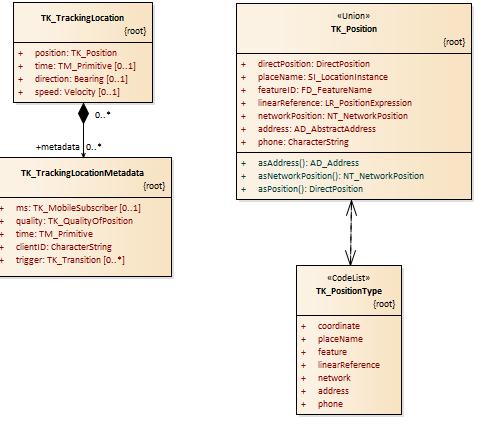 TK_TrackingLocation
{root}
+ position: TK_Position
+ time: TM_Primitive [0..1]
+ direction: Bearing [0..1]
+ speed: Velocity [0..1]
0..*
+metadata 0..*
TK_TrackingLocationMetadata
{root}
+ ms: TK_MobileSubscriber [0..1]
+ quality: TK_QualityOfPosition
+ time: TM_Primitive
+ clientID: CharacterString
+ trigger: TK_Transition [0..*]
«Union»
TK_Position
{root}
+ directPosition: DirectPosition
+ placeName: SI_LocationInstance
+ featureID: FD_FeatureName
+ linearReference: LR_PositionExpression
+ networkPosition: NT_NetworkPosition
+ address: AD_AbstractAddress
+ phone: CharacterString
+ asAddress(): AD_Address
+ asNetworkPosition(): NT_NetworkPosition
+ asPosition(): DirectPosition
«CodeList»
TK_PositionType
{root}
+ coordinate
+ placeName
+ feature
+ linearReference
+ network
+ address
+ phone